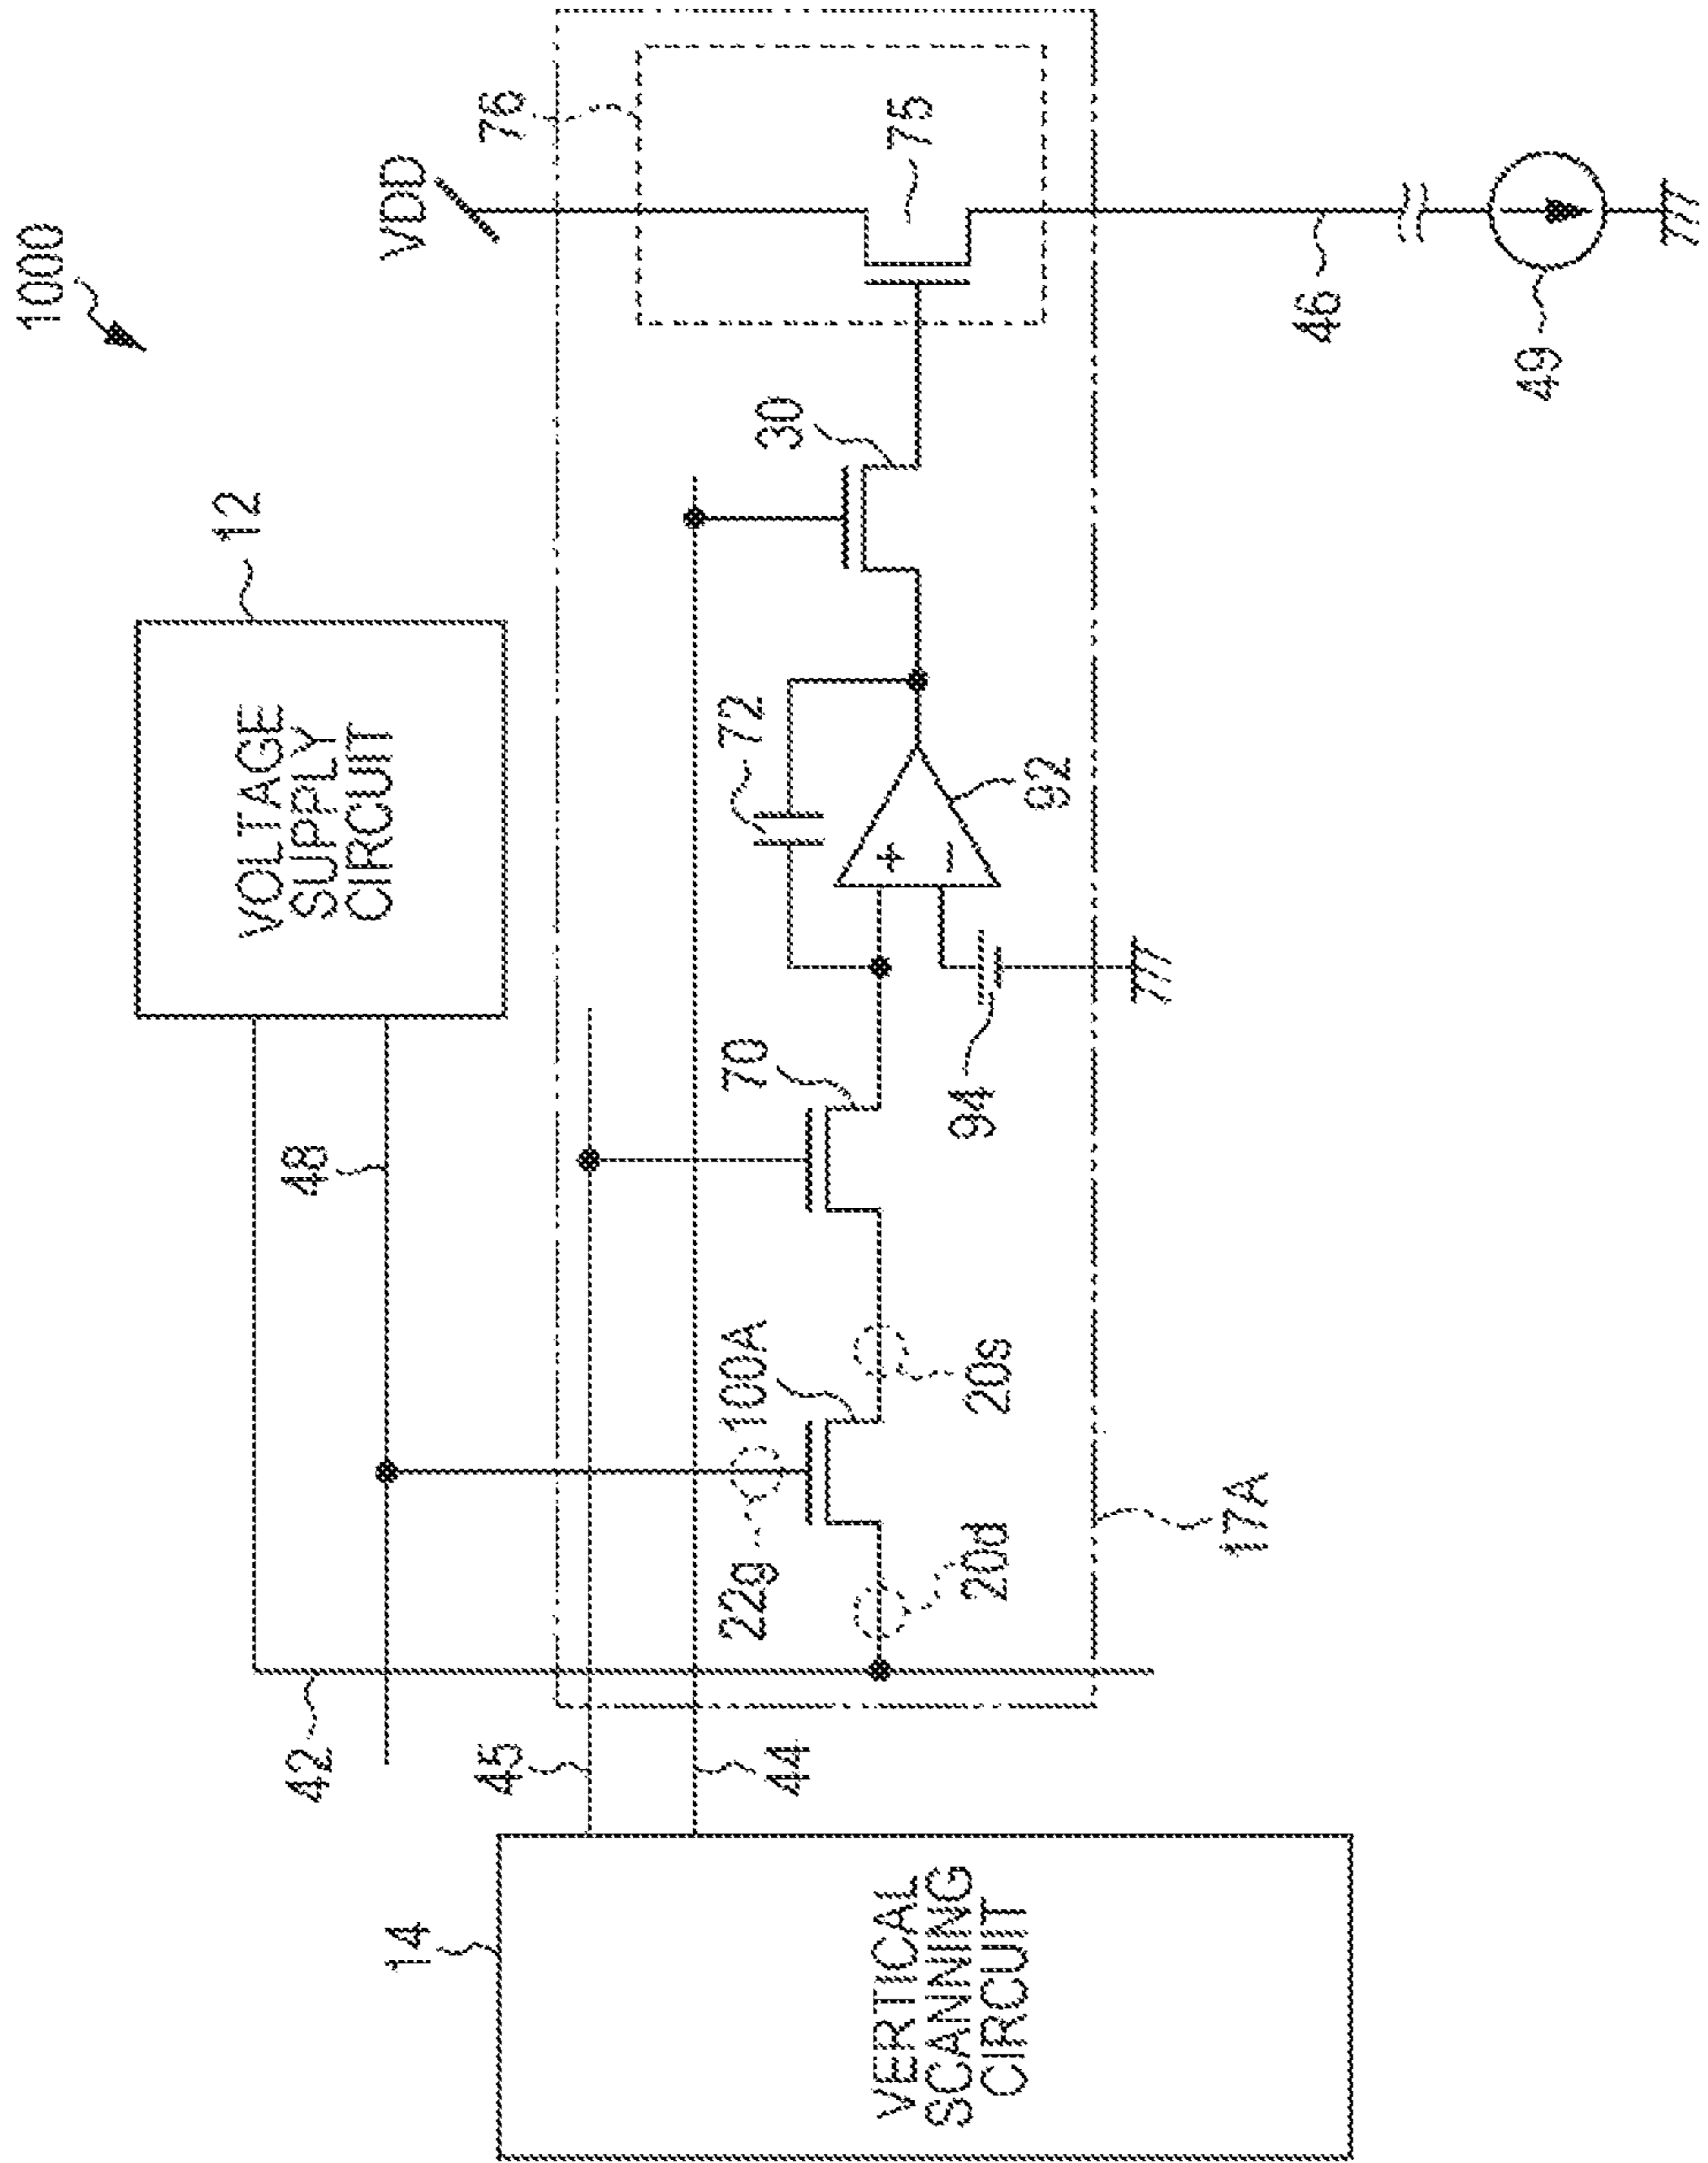 1000
VOLTAGE
SUPPLY
CIRCUIT
12
VDD
76
75
42
48
45
44
14
VERTICAL
SCANNING
CIRCUIT
22g
100A
70
72
30
+
−
92
94
20d
20s
17A
46
49